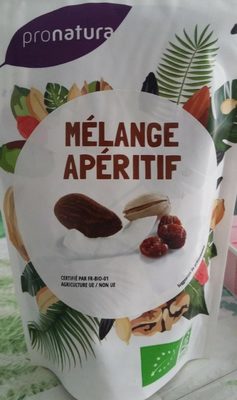 pronatura
MÉLANGE
APÉRITIF
CERTIFIÉ PAR FR-BIO-01
AGRICULTURE UE / NON UE